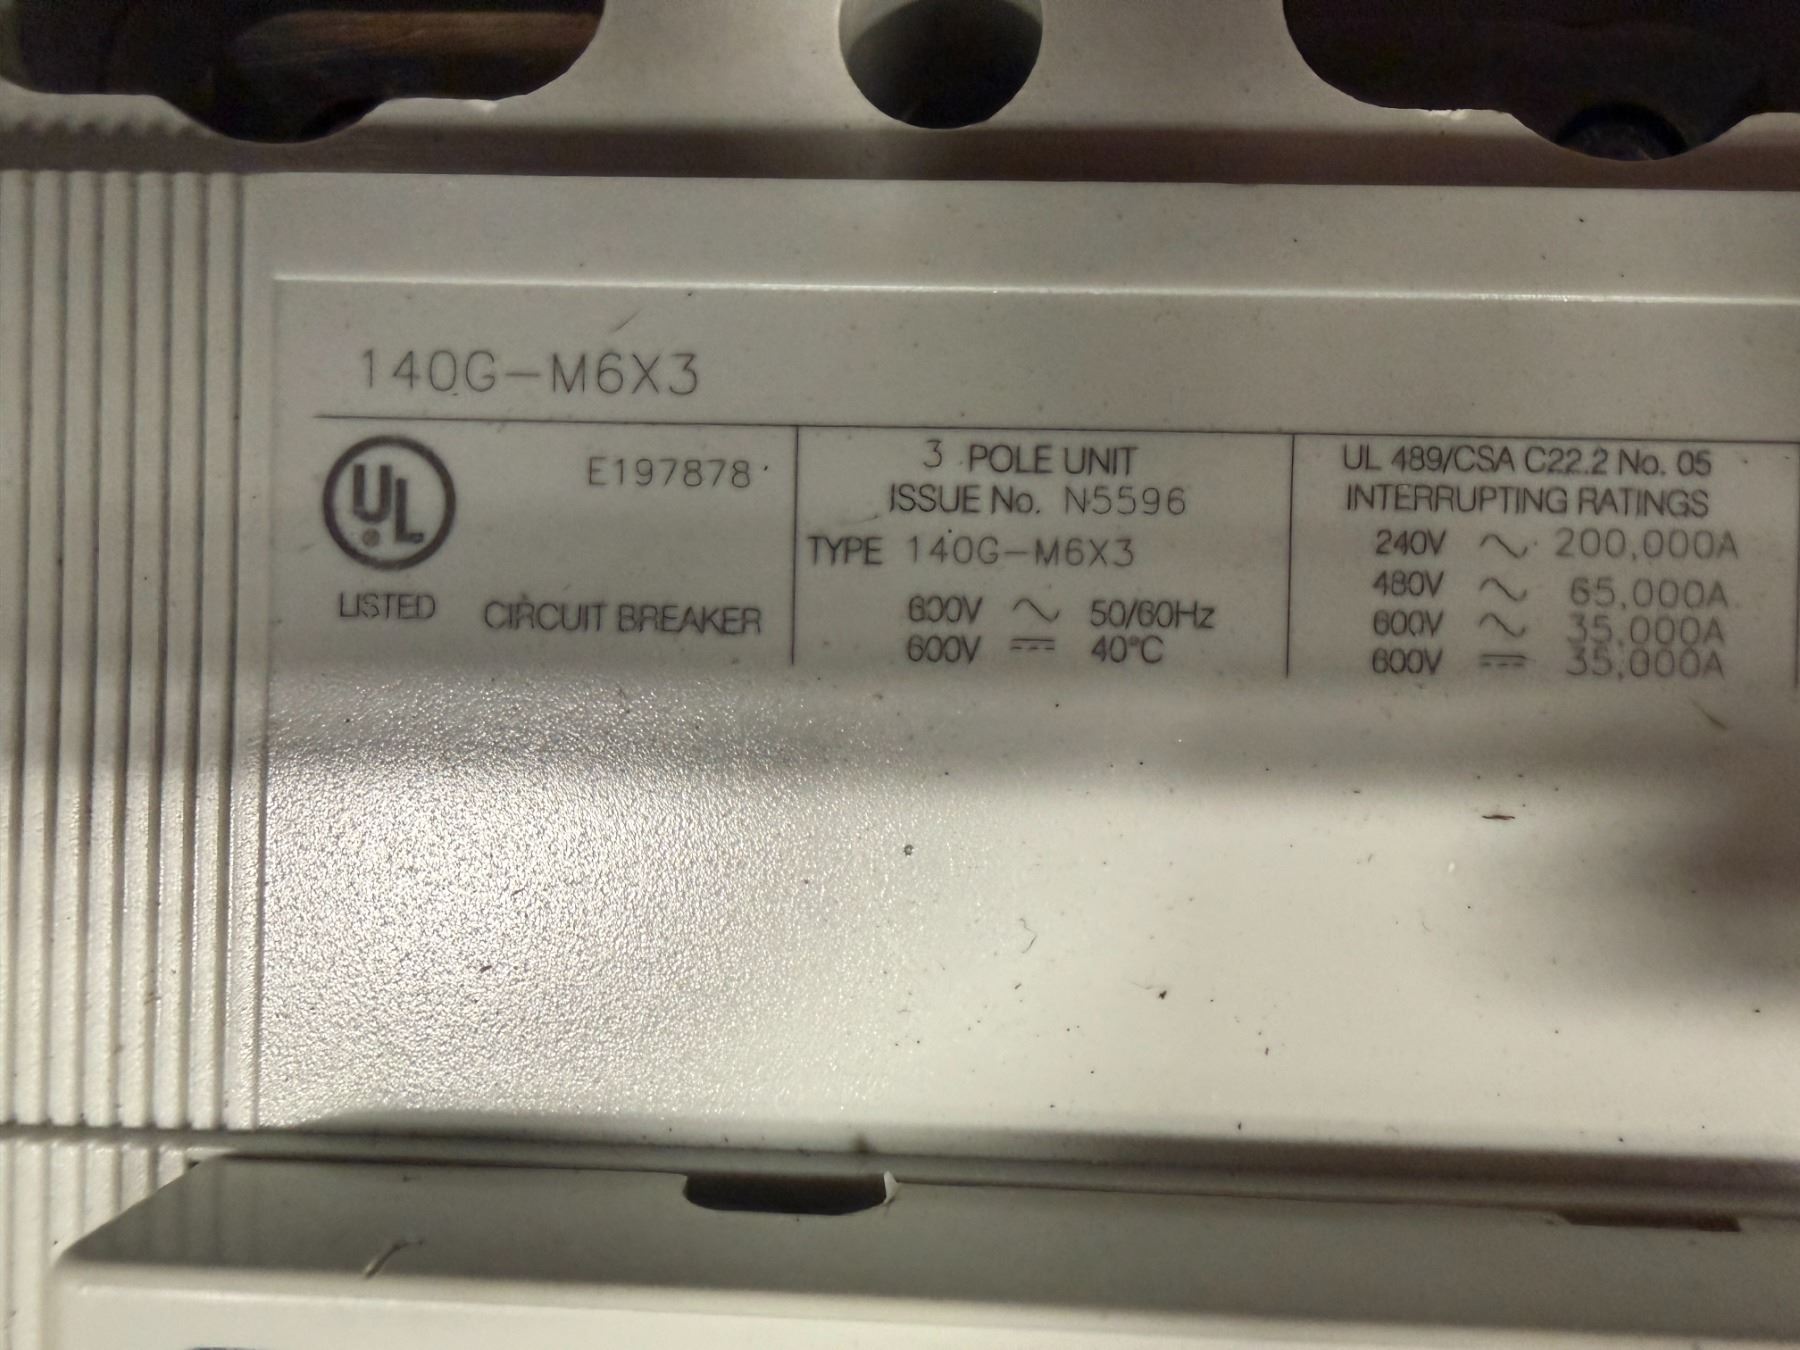 140G-M6X3
UL
®
LISTED
E197878
CIRCUIT BREAKER
3 POLE UNIT
ISSUE No. N5596
TYPE 140G-M6X3
600V ∼ 50/60Hz
600V ⎓ 40°C
UL 489/CSA C22.2 No. 05
INTERRUPTING RATINGS
240V ∼ 200,000A
480V ∼ 65,000A
600V ∼ 35,000A
600V ⎓ 35,000A